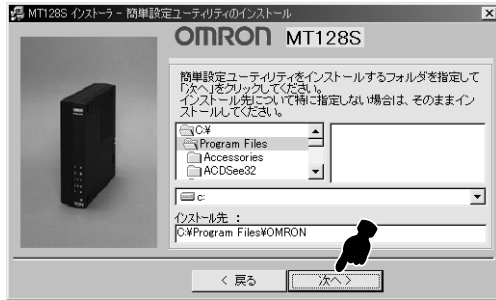 MT128S インストーラ - 簡単設定ユーティリティのインストール
OMRON MT128S
簡単設定ユーティリティをインストールするフォルダを指定して
「次へ」をクリックしてください。
インストール先について特に指定しない場合は、そのままイン
ストールしてください。
C:¥
Program Files
Accessories
ACDSee32
c:
インストール先 :
C:¥Program Files¥OMRON
< 戻る
次へ >